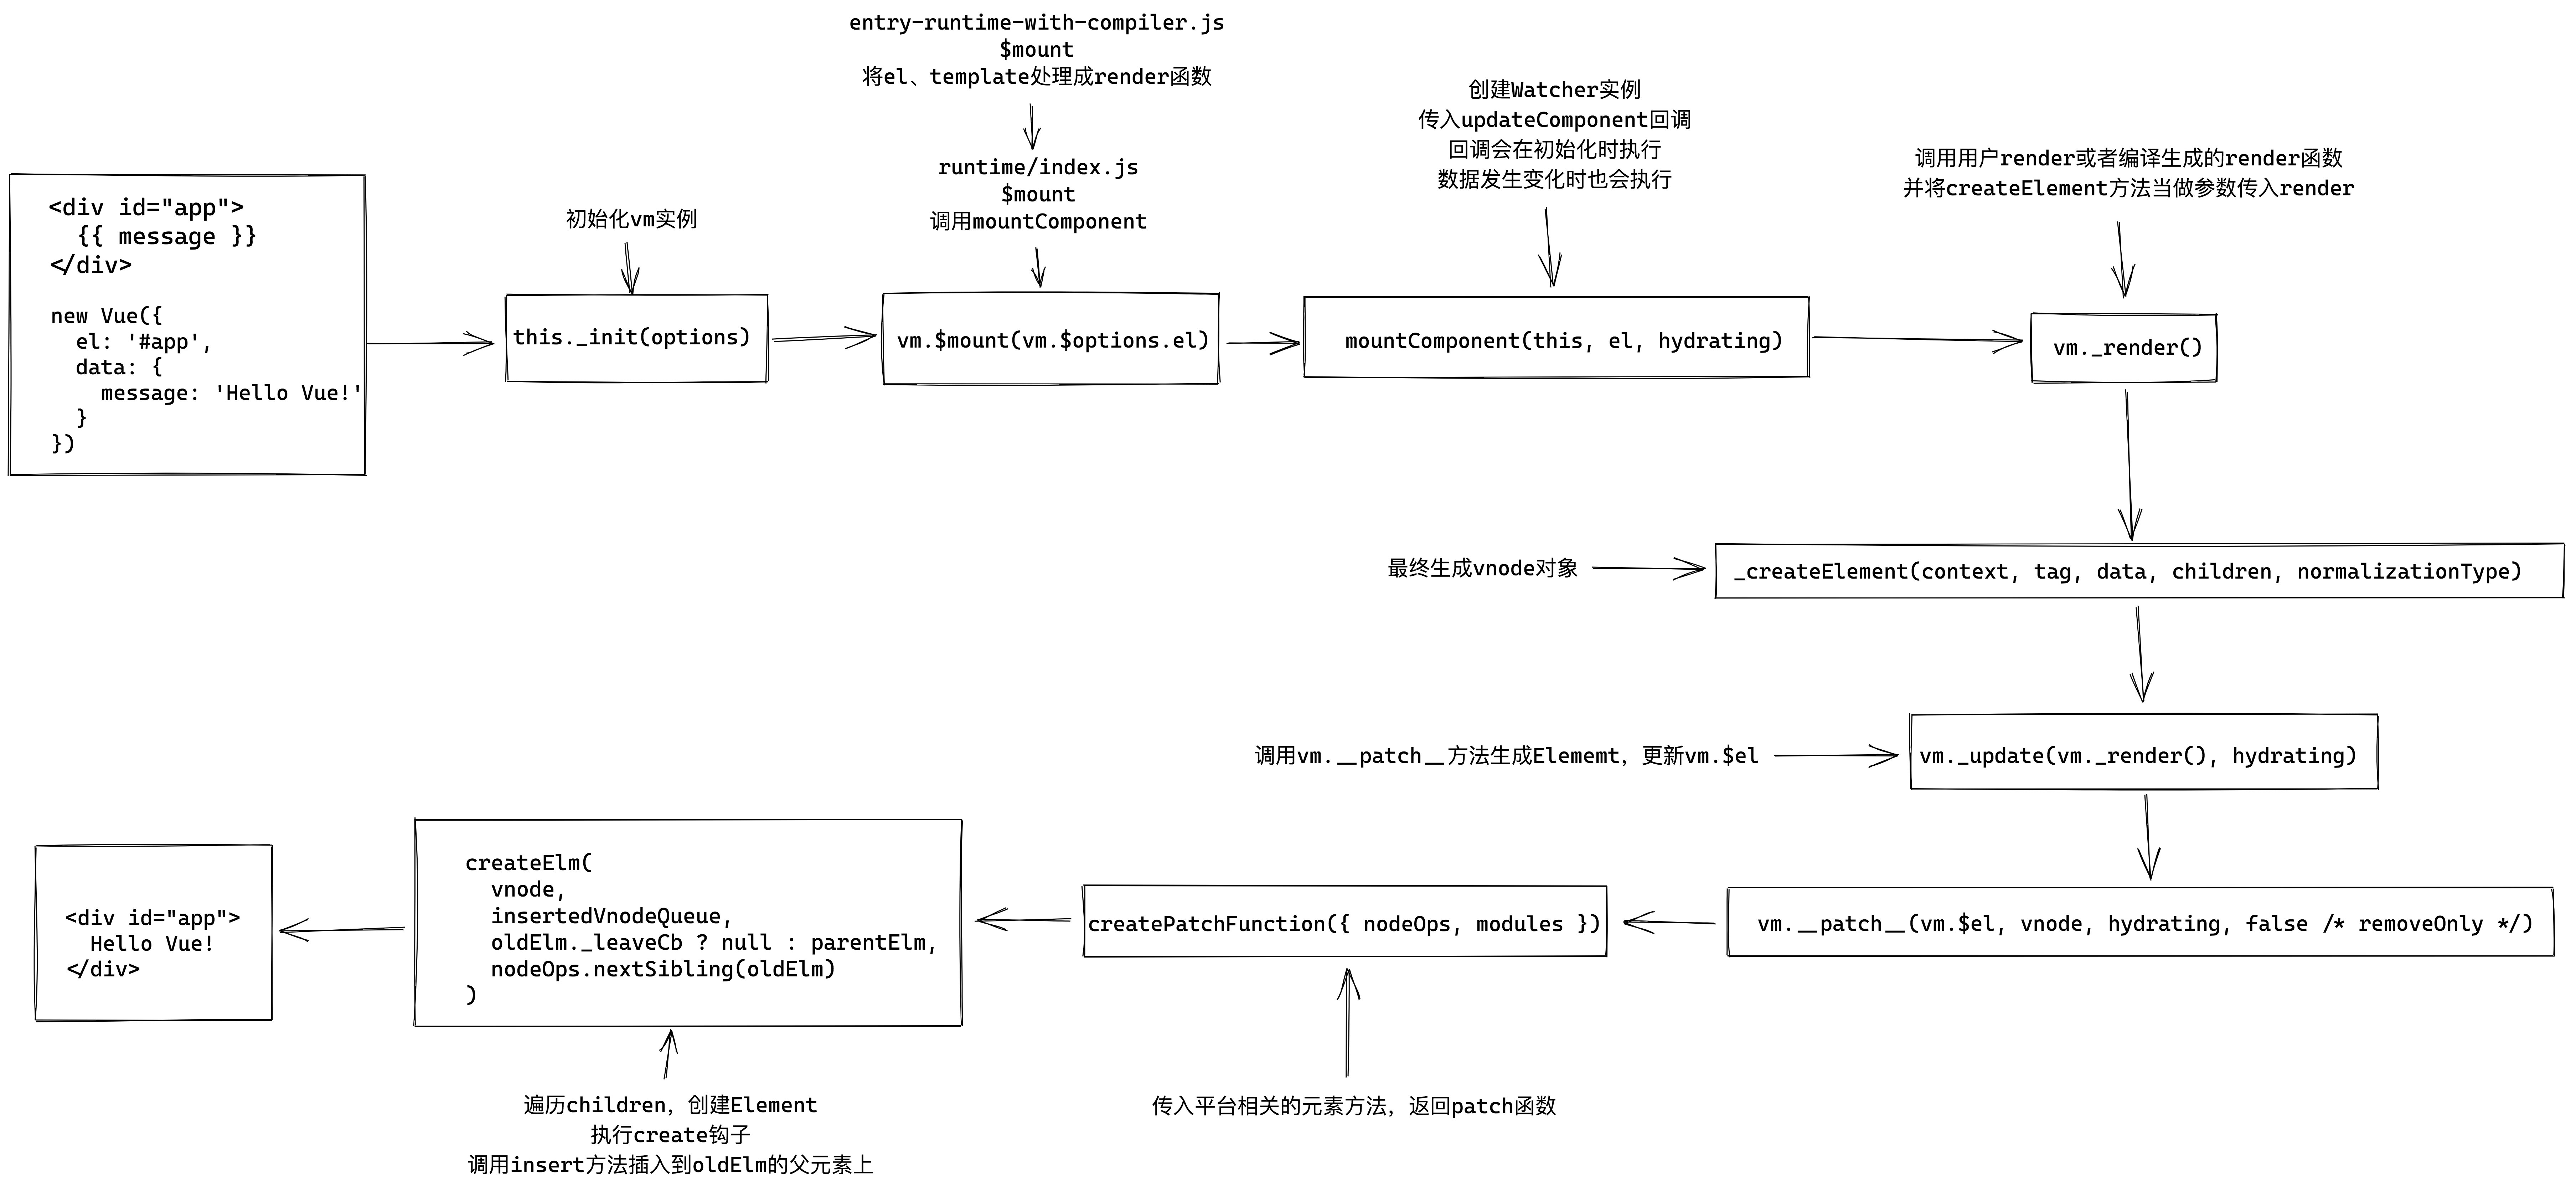 entry-runtime-with-compiler.js
$mount
将el、template处理成render函数
runtime/index.js
$mount
调用mountComponent
创建Watcher实例
传入updateComponent回调
回调会在初始化时执行
数据发生变化时也会执行
调用用户render或者编译生成的render函数
并将createElement方法当做参数传入render
初始化vm实例
<div id="app">
  {{ message }}
</div>
new Vue({
  el: '#app',
  data: {
    message: 'Hello Vue!'
  }
})
this._init(options)
vm.$mount(vm.$options.el)
mountComponent(this, el, hydrating)
vm._render()
最终生成vnode对象
_createElement(context, tag, data, children, normalizationType)
调用vm.__patch__方法生成Elememt，更新vm.$el
vm._update(vm._render(), hydrating)
vm.__patch__(vm.$el, vnode, hydrating, false /* removeOnly */)
createPatchFunction({ nodeOps, modules })
传入平台相关的元素方法，返回patch函数
createElm(
  vnode,
  insertedVnodeQueue,
  oldElm._leaveCb ? null : parentElm,
  nodeOps.nextSibling(oldElm)
)
遍历children，创建Element
执行create钩子
调用insert方法插入到oldElm的父元素上
<div id="app">
  Hello Vue!
</div>